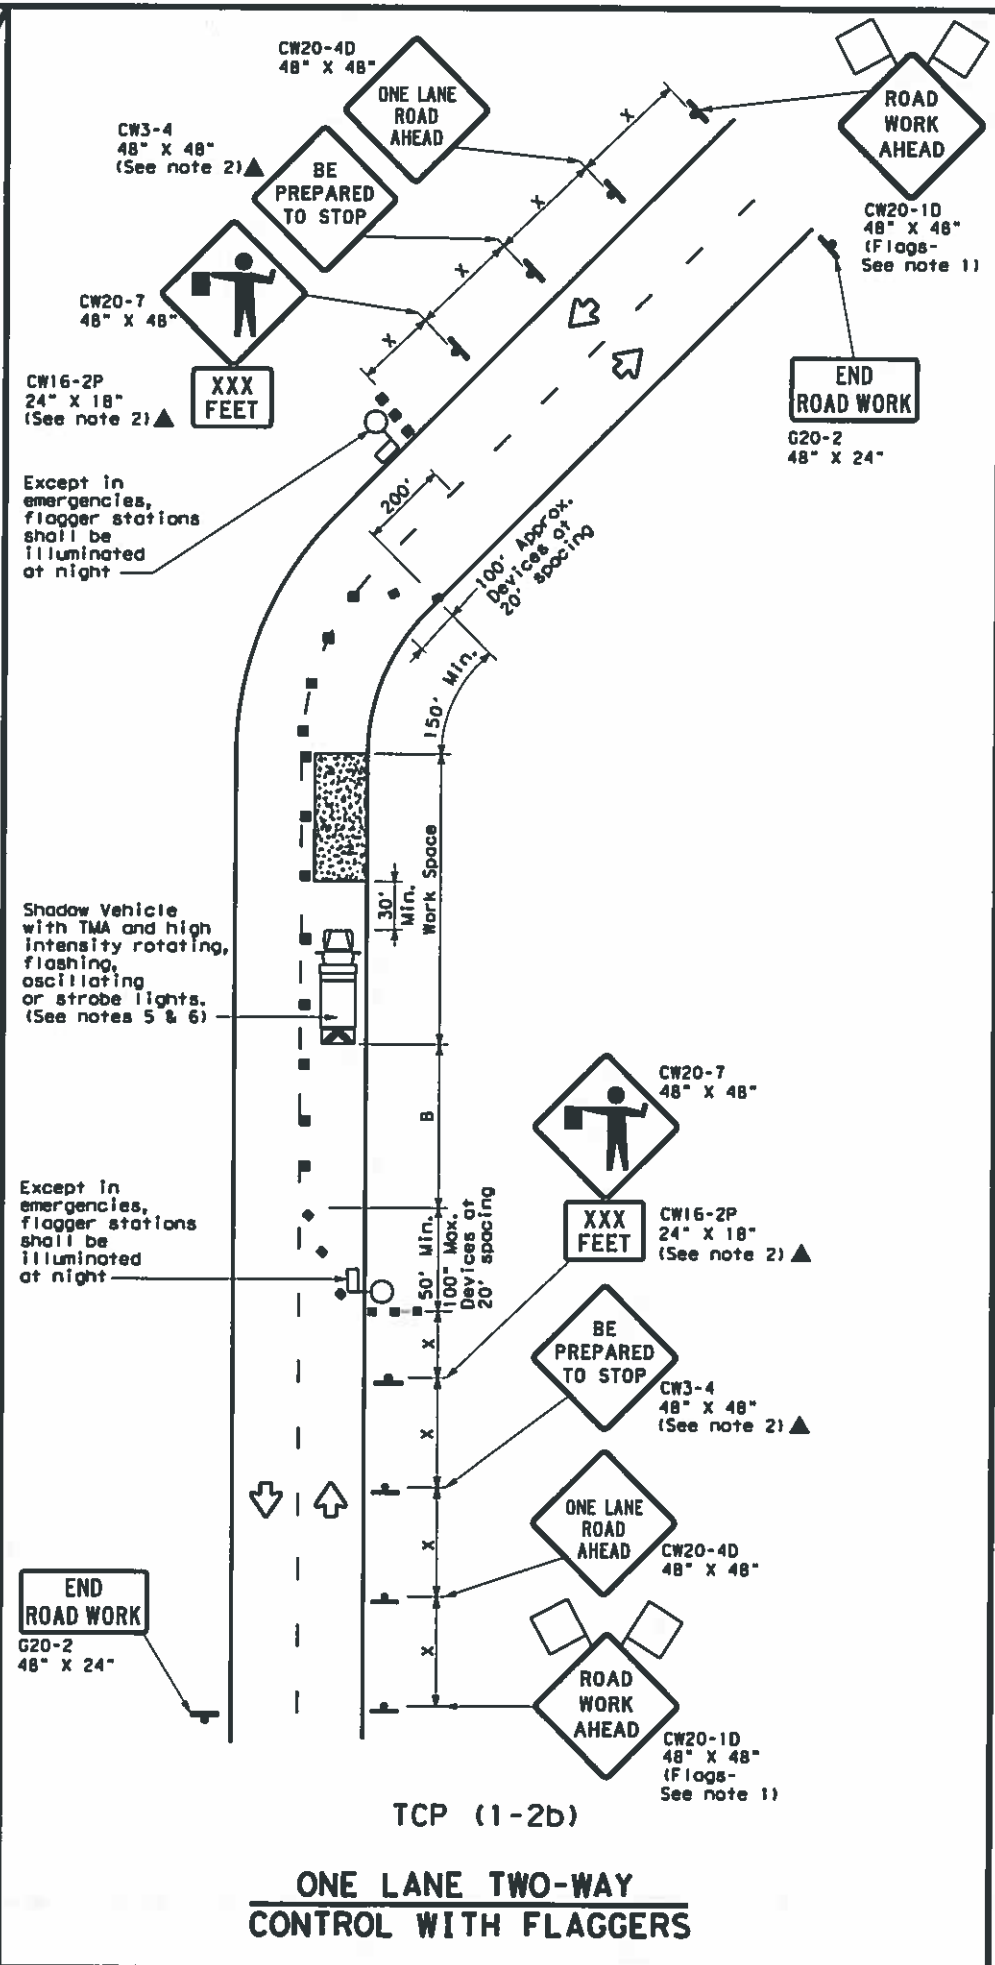 CW20-4D
48" X 48"
ONE LANE
ROAD
AHEAD
ROAD
WORK
AHEAD
CW20-1D
48" X 48"
(Flags-
See note 1)
CW3-4
48" X 48"
(See note 2)▲
BE
PREPARED
TO STOP
X
X
X
X
CW20-7
48" X 48"
CW16-2P
24" X 18"
(See note 2)▲
XXX
FEET
END
ROAD WORK
G20-2
48" X 24"
Except in
emergencies,
flagger stations
shall be
illuminated
at night
200'
100' Approx.
Devices at
20' spacing
150' Min.
30'
Min.
Work Space
Shadow Vehicle
with TMA and high
intensity rotating,
flashing,
oscillating
or strobe lights.
(See notes 5 & 6)
B
CW20-7
48" X 48"
XXX
FEET
CW16-2P
24" X 18"
(See note 2)▲
Except in
emergencies,
flagger stations
shall be
illuminated
at night
50' Min.
100" Max.
Devices at
20' spacing
X
BE
PREPARED
TO STOP
CW3-4
48" X 48"
(See note 2)▲
X
ONE LANE
ROAD
AHEAD
CW20-4D
48" X 48"
X
X
END
ROAD WORK
G20-2
48" X 24"
ROAD
WORK
AHEAD
CW20-1D
48" X 48"
(Flags-
See note 1)
TCP (1-2b)
ONE LANE TWO-WAY
CONTROL WITH FLAGGERS